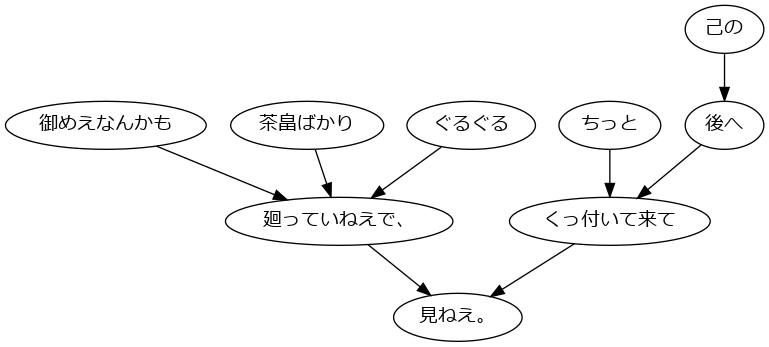 己の
御めえなんかも
茶畠ばかり
ぐるぐる
ちっと
後へ
廻っていねえで、
くっ付いて来て
見ねえ。